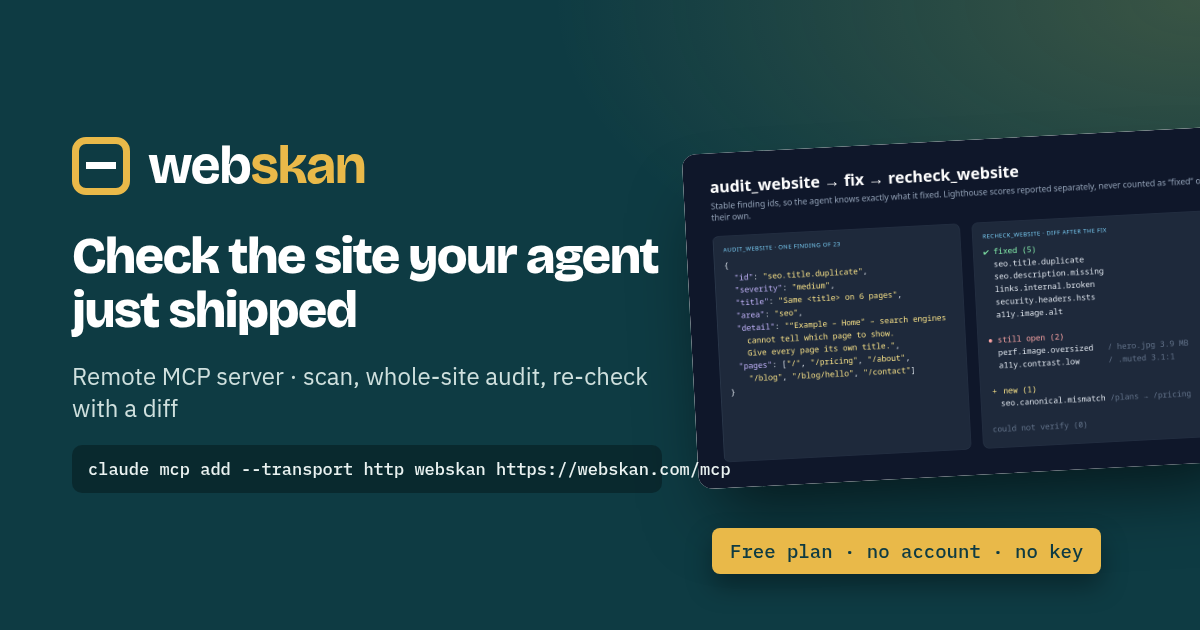 webskan
Check the site your agent
just shipped
Remote MCP server · scan, whole-site audit, re-check
with a diff
claude mcp add --transport http webskan https://webskan.com/mcp
audit_website → fix → recheck_website
Stable finding ids, so the agent knows exactly what it fixed. Lighthouse scores reported separately, never counted as "fixed"
their own.
AUDIT_WEBSITE · ONE FINDING OF 23
{
"id": "seo.title.duplicate",
"severity": "medium",
"title": "Same <title> on 6 pages",
"area": "seo",
"detail": "“Example – Home” – search engines
cannot tell which page to show.
Give every page its own title.",
"pages": ["/", "/pricing", "/about",
"/blog", "/blog/hello", "/contact"]
}
RECHECK_WEBSITE · DIFF AFTER THE FIX
✔ fixed (5)
seo.title.duplicate
seo.description.missing
links.internal.broken
security.headers.hsts
a11y.image.alt
● still open (2)
perf.image.oversized / hero.jpg 3.9 MB
a11y.contrast.low / .muted 3.1:1
+ new (1)
seo.canonical.mismatch /plans → /pricing
could not verify (0)
Free plan · no account · no key